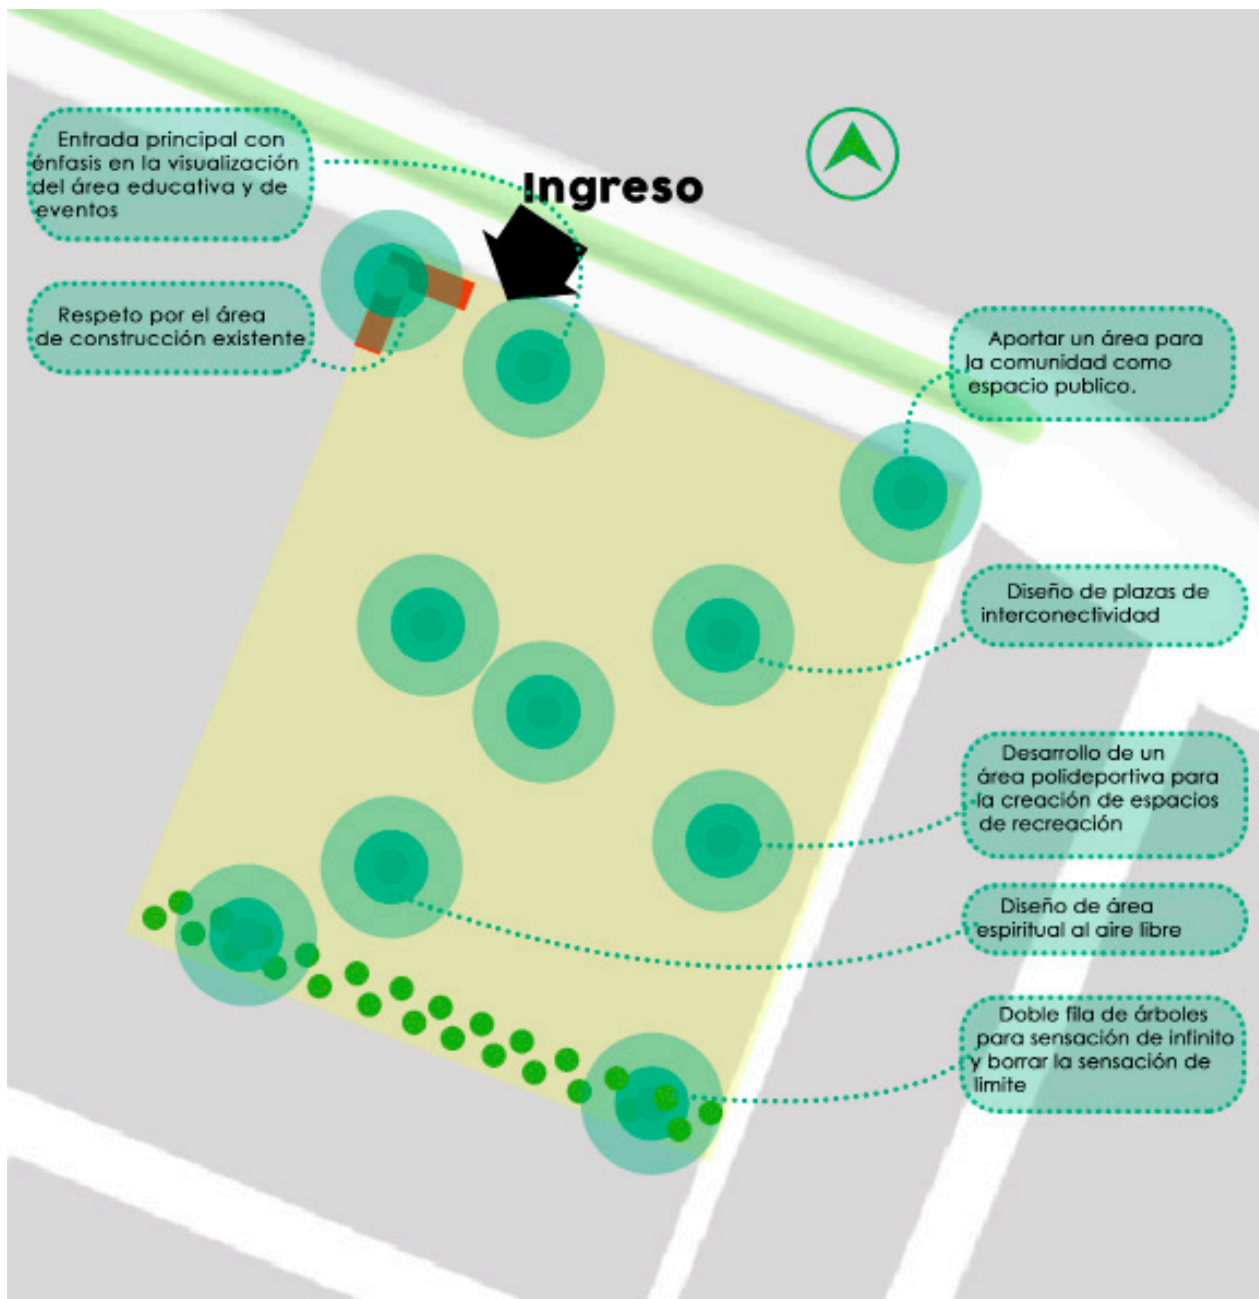 Entrada principal con
énfasis en la visualización
del área educativa y de
eventos
Ingreso
Respeto por el área
de construcción existente
Aportar un área para
la comunidad como
espacio publico.
Diseño de plazas de
interconectividad
Desarrollo de un
área polideportiva para
la creación de espacios
de recreación
Diseño de área
espiritual al aire libre
Doble fila de árboles
para sensación de infinito
y borrar la sensación de
limite